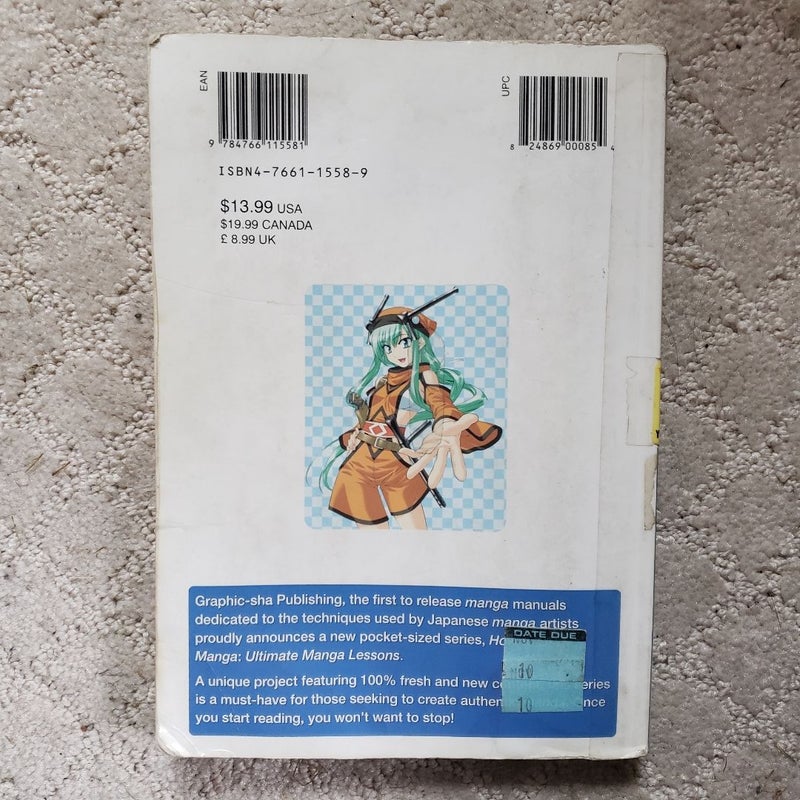 EAN
9 784766 115581
UPC
8 24869 00085 4
ISBN4-7661-1558-9
$13.99 USA
$19.99 CANADA
£ 8.99 UK
Graphic-sha Publishing, the first to release manga manuals
dedicated to the techniques used by Japanese manga artists
proudly announces a new pocket-sized series,
Manga: Ultimate Manga Lessons.
DATE DUE
10
10
A unique project featuring 100% fresh and new
is a must-have for those seeking to create
you start reading, you won't want to stop!